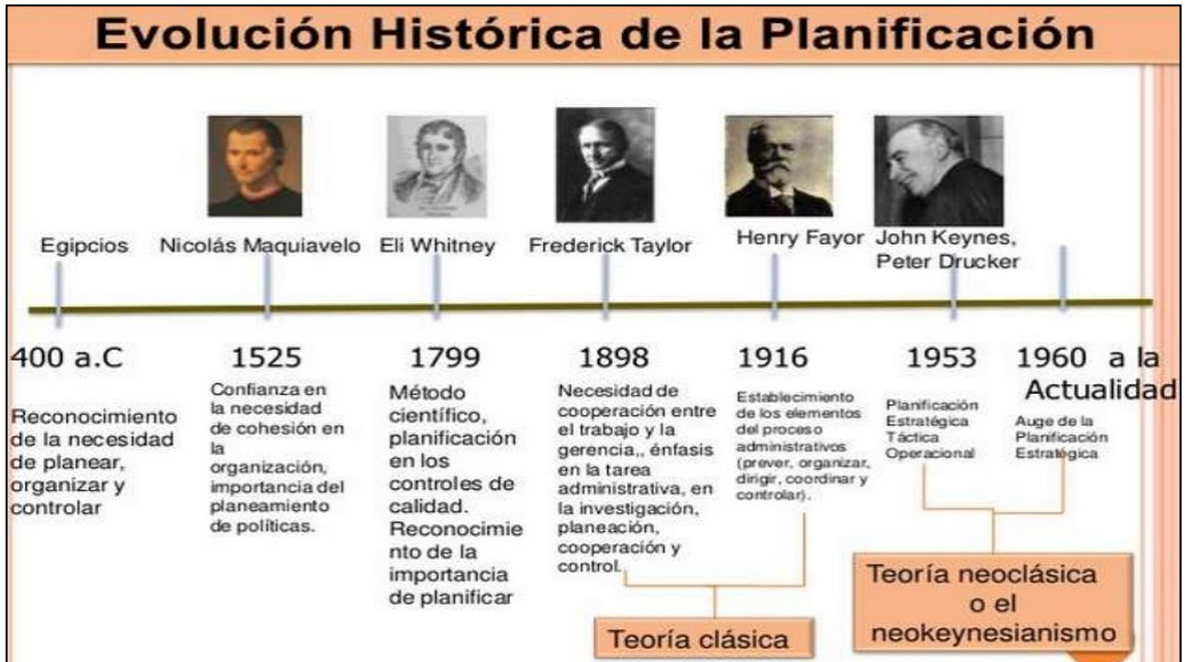 Evolución Histórica de la Planificación
Egipcios
400 a.C
Reconocimiento
de la necesidad
de planear,
organizar y
controlar
Nicolás Maquiavelo
1525
Confianza en
la necesidad
de cohesión en
la
organización,
importancia del
planeamiento
de políticas.
Eli Whitney
1799
Método
científico,
planificación
en los
controles de
calidad.
Reconocimie
nto de la
importancia
de planificar
Frederick Taylor
1898
Necesidad de
cooperación entre
el trabajo y la
gerencia,, énfasis
en la tarea
administrativa, en
la investigación,
planeación,
cooperación y
control.
Henry Fayor
1916
Establecimiento
de los elementos
del proceso
administrativos
(prever, organizar,
dirigir, coordinar y
controlar).
Teoría clásica
John Keynes,
Peter Drucker
1953
Planificación
Estratégica
Táctica
Operacional
1960 a la
Actualidad
Auge de la
Planificación
Estratégica
Teoría neoclásica
o el
neokeynesianismo